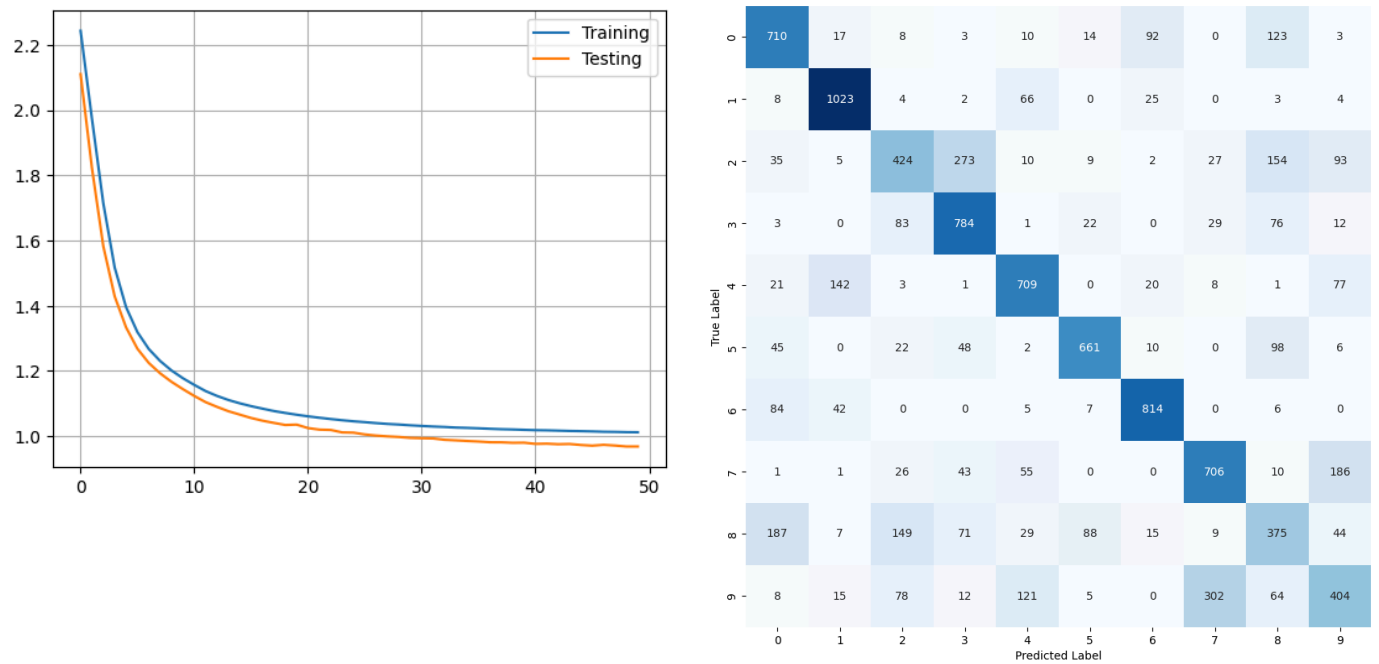 Training
Testing
2.2
2.0
1.8
1.6
1.4
1.2
1.0
0 10 20 30 40 50
True Label
0 710 17 8 3 10 14 92 0 123 3
1 8 1023 4 2 66 0 25 0 3 4
2 35 5 424 273 10 9 2 27 154 93
3 3 0 83 784 1 22 0 29 76 12
4 21 142 3 1 709 0 20 8 1 77
5 45 0 22 48 2 661 10 0 98 6
6 84 42 0 0 5 7 814 0 6 0
7 1 1 26 43 55 0 0 706 10 186
8 187 7 149 71 29 88 15 9 375 44
9 8 15 78 12 121 5 0 302 64 404
0 1 2 3 4 5 6 7 8 9
Predicted Label